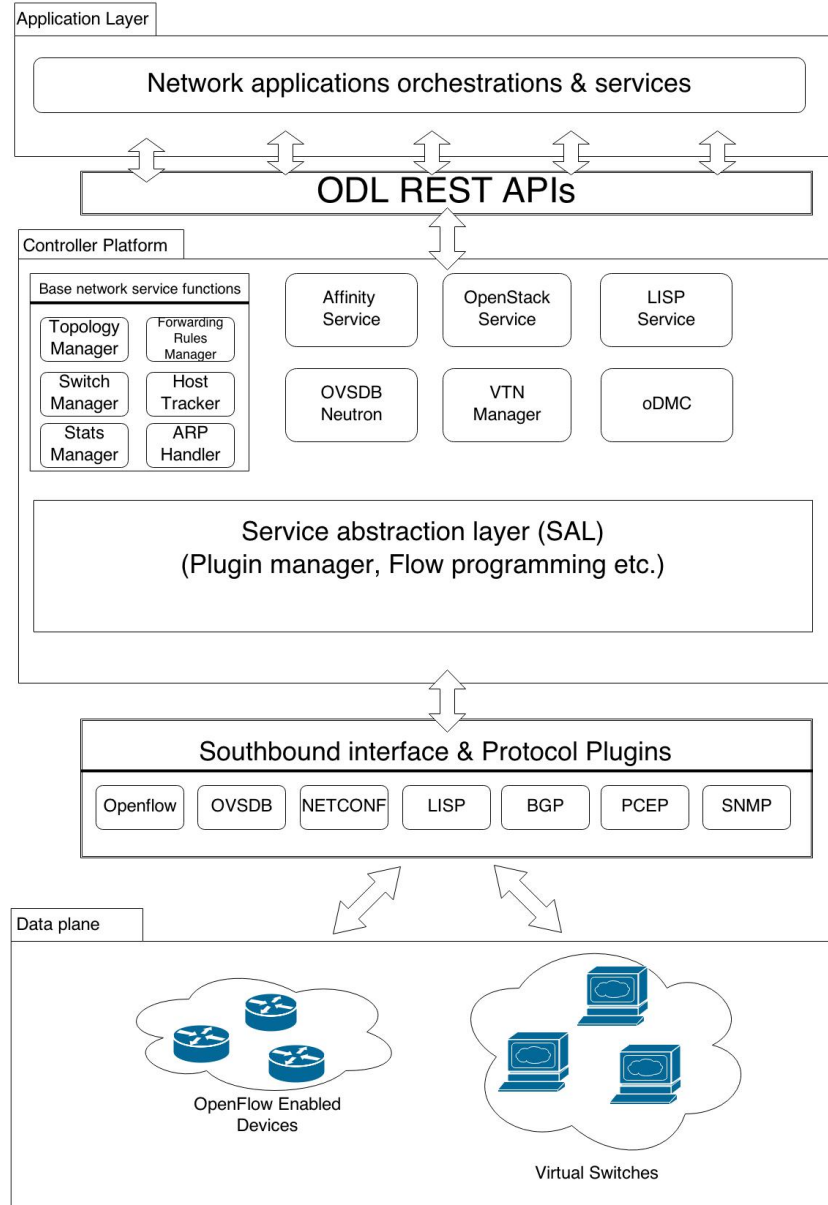 Application Layer
Network applications orchestrations & services
ODL REST APIs
Controller Platform
Base network service functions
Topology
Manager
Forwarding
Rules
Manager
Switch
Manager
Host
Tracker
Stats
Manager
ARP
Handler
Affinity
Service
OpenStack
Service
LISP
Service
OVSDB
Neutron
VTN
Manager
oDMC
Service abstraction layer (SAL)
(Plugin manager, Flow programming etc.)
Southbound interface & Protocol Plugins
Openflow
OVSDB
NETCONF
LISP
BGP
PCEP
SNMP
Data plane
OpenFlow Enabled
Devices
Virtual Switches